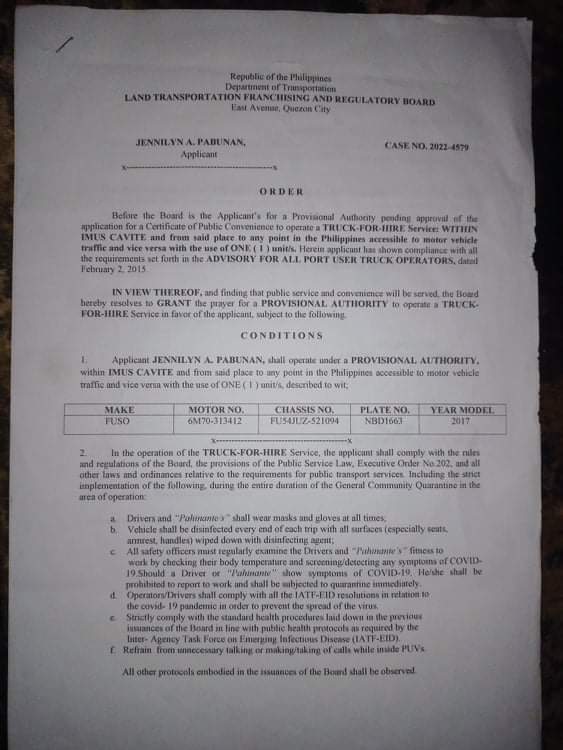 Republic of the Philippines
Department of Transportation
LAND TRANSPORTATION FRANCHISING AND REGULATORY BOARD
East Avenue, Quezon City
JENNILYN A. PABUNAN,
Applicant
CASE NO. 2022-4579
x-----------------------------------------------x
O R D E R
Before the Board is the Applicant's for a Provisional Authority pending approval of the
application for a Certificate of Public Convenience to operate a TRUCK-FOR-HIRE Service: WITHIN
IMUS CAVITE and from said place to any point in the Philippines accessible to motor vehicle
traffic and vice versa with the use of ONE ( 1 ) unit/s. Herein applicant has shown compliance with all
the requirements set forth in the ADVISORY FOR ALL PORT USER TRUCK OPERATORS, dated
February 2, 2015.
IN VIEW THEREOF, and finding that public service and convenience will be served, the Board
hereby resolves to GRANT the prayer for a PROVISIONAL AUTHORITY to operate a TRUCK-
FOR-HIRE Service in favor of the applicant, subject to the following.
C O N D I T I O N S
1. Applicant JENNILYN A. PABUNAN, shall operate under a PROVISIONAL AUTHORITY,
within IMUS CAVITE and from said place to any point in the Philippines accessible to motor vehicle
traffic and vice versa with the use of ONE ( 1 ) unit/s, described to wit;
MAKE MOTOR NO. CHASSIS NO. PLATE NO. YEAR MODEL
FUSO 6M70-313412 FU54JUZ-521094 NBD1663 2017
x-----------------------------------------x
2. In the operation of the TRUCK-FOR-HIRE Service, the applicant shall comply with the rules
and regulations of the Board, the provisions of the Public Service Law, Executive Order No.202, and all
other laws and ordinances relative to the requirements for public transport services. Including the strict
implementation of the following, during the entire duration of the General Community Quarantine in the
area of operation:
a. Drivers and "Pahinante's" shall wear masks and gloves at all times;
b. Vehicle shall be disinfected every end of each trip with all surfaces (especially seats,
armrest, handles) wiped down with disinfecting agent;
c. All safety officers must regularly examine the Drivers and "Pahinante's" fitness to
work by checking their body temperature and screening/detecting any symptoms of COVID-
19.Should a Driver or "Pahinante" show symptoms of COVID-19. He/she shall be
prohibited to report to work and shall be subjected to quarantine immediately.
d. Operators/Drivers shall comply with all the IATF-EID resolutions in relation to
the covid- 19 pandemic in order to prevent the spread of the virus.
e. Strictly comply with the standard health procedures laid down in the previous
issuances of the Board in line with public health protocols as required by the
Inter- Agency Task Force on Emerging Infectious Disease (IATF-EID).
f. Refrain from unnecessary talking or making/taking of calls while inside PUVs.
All other protocols embodied in the issuances of the Board shall be observed.